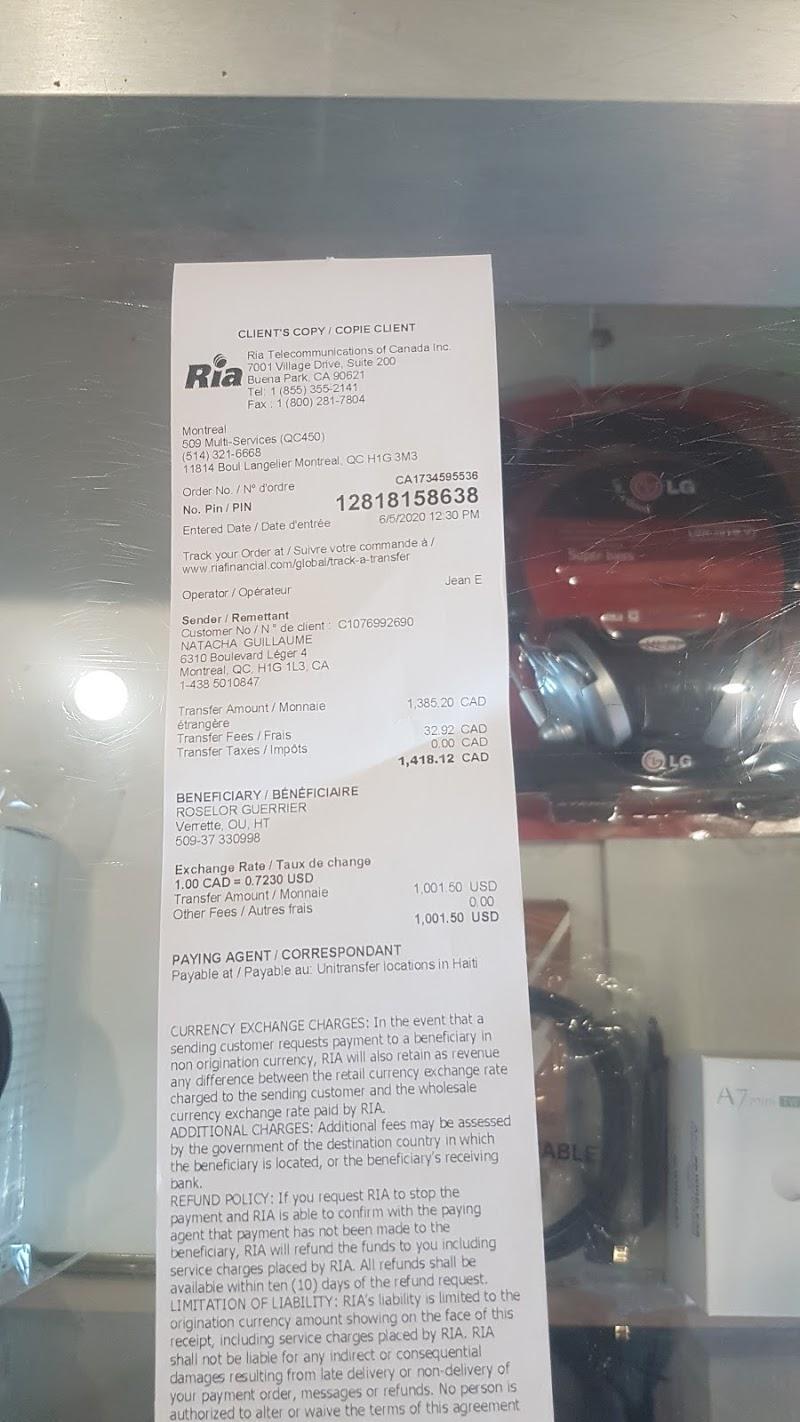 CLIENT'S COPY / COPIE CLIENT
Ria
Ria Telecommunications of Canada Inc.
7001 Village Drive, Suite 200
Buena Park, CA 90621
Tel: 1 (855) 355-2141
Fax : 1 (800) 281-7804
Montreal
509 Multi-Services (QC450)
(514) 321-6668
11814 Boul Langelier Montreal, QC H1G 3M3
Order No. / N° d'ordre CA1734595536
No. Pin / PIN 12818158638
Entered Date / Date d'entrée 6/5/2020 12:30 PM
Track your Order at / Suivre votre commande à /
www.riafinancial.com/global/track-a-transfer
Operator / Opérateur Jean E
Sender / Remettant
Customer No / N ° de client : C1076992690
NATACHA GUILLAUME
6310 Boulevard Léger 4
Montreal, QC, H1G 1L3, CA
1-438 5010847
Transfer Amount / Monnaie 1,385.20 CAD
étrangère
Transfer Fees / Frais 32.92 CAD
Transfer Taxes / Impôts 0.00 CAD
1,418.12 CAD
BENEFICIARY / BÉNÉFICIAIRE
ROSELOR GUERRIER
Verrette, OU, HT
509-37 330998
Exchange Rate / Taux de change
1.00 CAD = 0.7230 USD
Transfer Amount / Monnaie 1,001.50 USD
Other Fees / Autres frais 0.00
1,001.50 USD
PAYING AGENT / CORRESPONDANT
Payable at / Payable au: Unitransfer locations in Haiti
CURRENCY EXCHANGE CHARGES: In the event that a
sending customer requests payment to a beneficiary in
non origination currency, RIA will also retain as revenue
any difference between the retail currency exchange rate
charged to the sending customer and the wholesale
currency exchange rate paid by RIA.
ADDITIONAL CHARGES: Additional fees may be assessed
by the government of the destination country in which
the beneficiary is located, or the beneficiary's receiving
bank.
REFUND POLICY: If you request RIA to stop the
payment and RIA is able to confirm with the paying
agent that payment has not been made to the
beneficiary, RIA will refund the funds to you including
service charges placed by RIA. All refunds shall be
available within ten (10) days of the refund request.
LIMITATION OF LIABILITY: RIA's liability is limited to the
origination currency amount showing on the face of this
receipt, including service charges placed by RIA. RIA
shall not be liable for any indirect or consequential
damages resulting from late delivery or non-delivery of
your payment order, messages or refunds. No person is
authorized to alter or waive the terms of this agreement
LG
Super bass
LG
A7 mini
ABLE